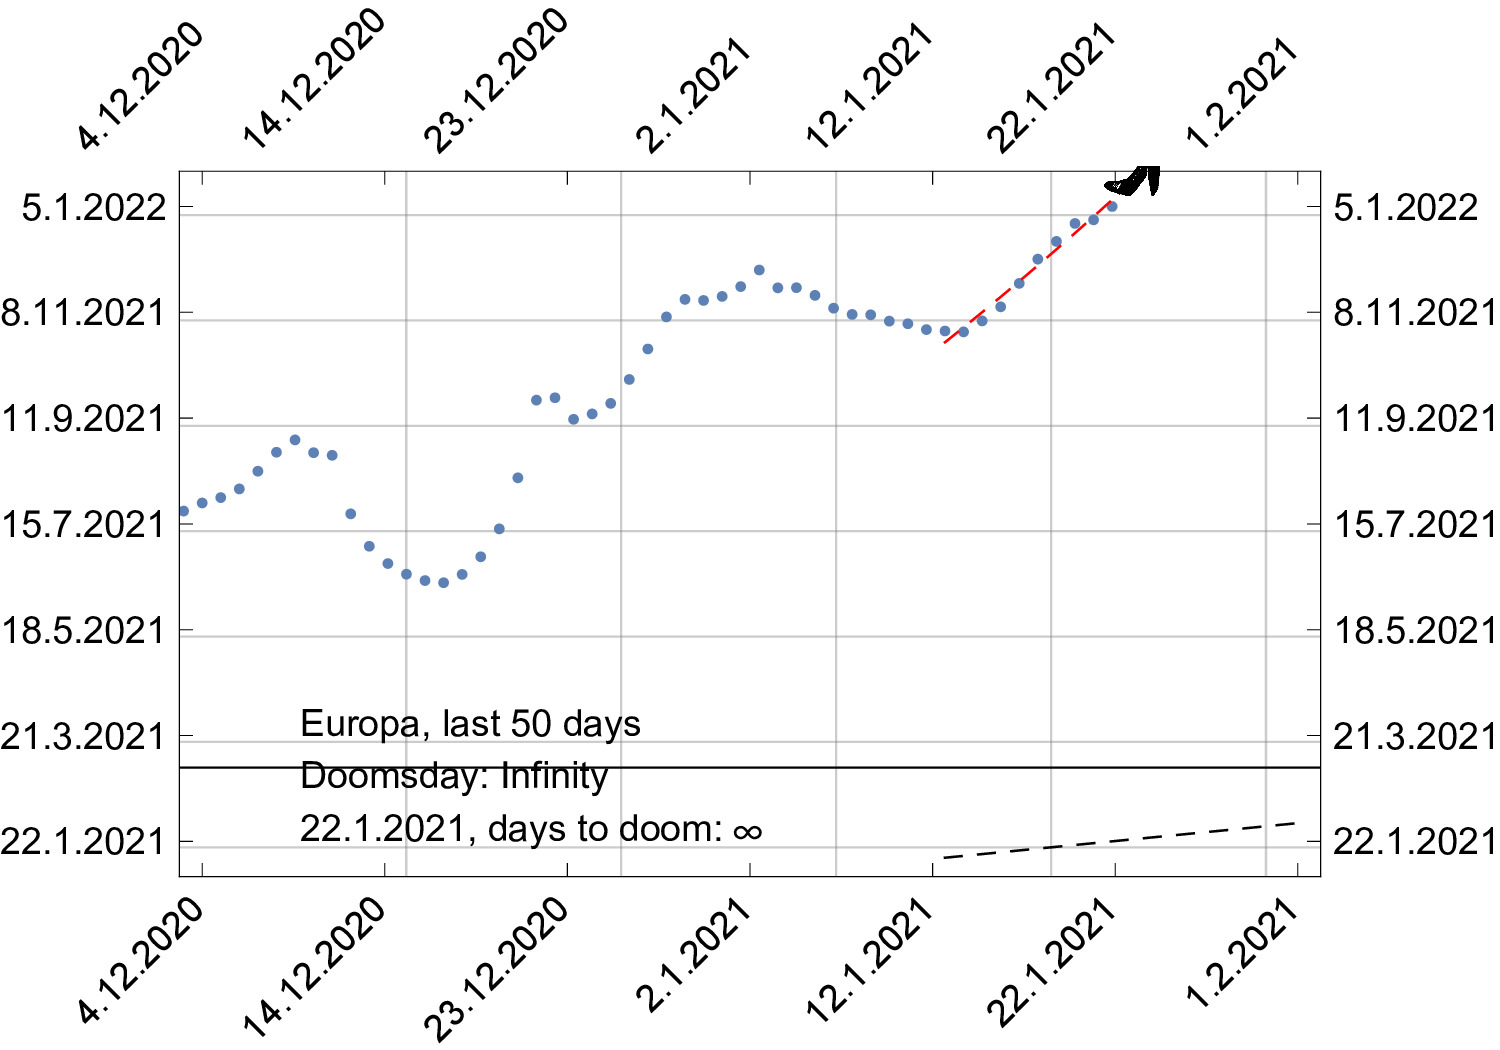 4.12.2020 14.12.2020 23.12.2020 2.1.2021 12.1.2021 22.1.2021 1.2.2021
5.1.2022 5.1.2022
8.11.2021 8.11.2021
11.9.2021 11.9.2021
15.7.2021 15.7.2021
18.5.2021 18.5.2021
Europa, last 50 days
21.3.2021 21.3.2021
Doomsday: Infinity
22.1.2021, days to doom: ∞
22.1.2021 22.1.2021
4.12.2020 14.12.2020 23.12.2020 2.1.2021 12.1.2021 22.1.2021 1.2.2021